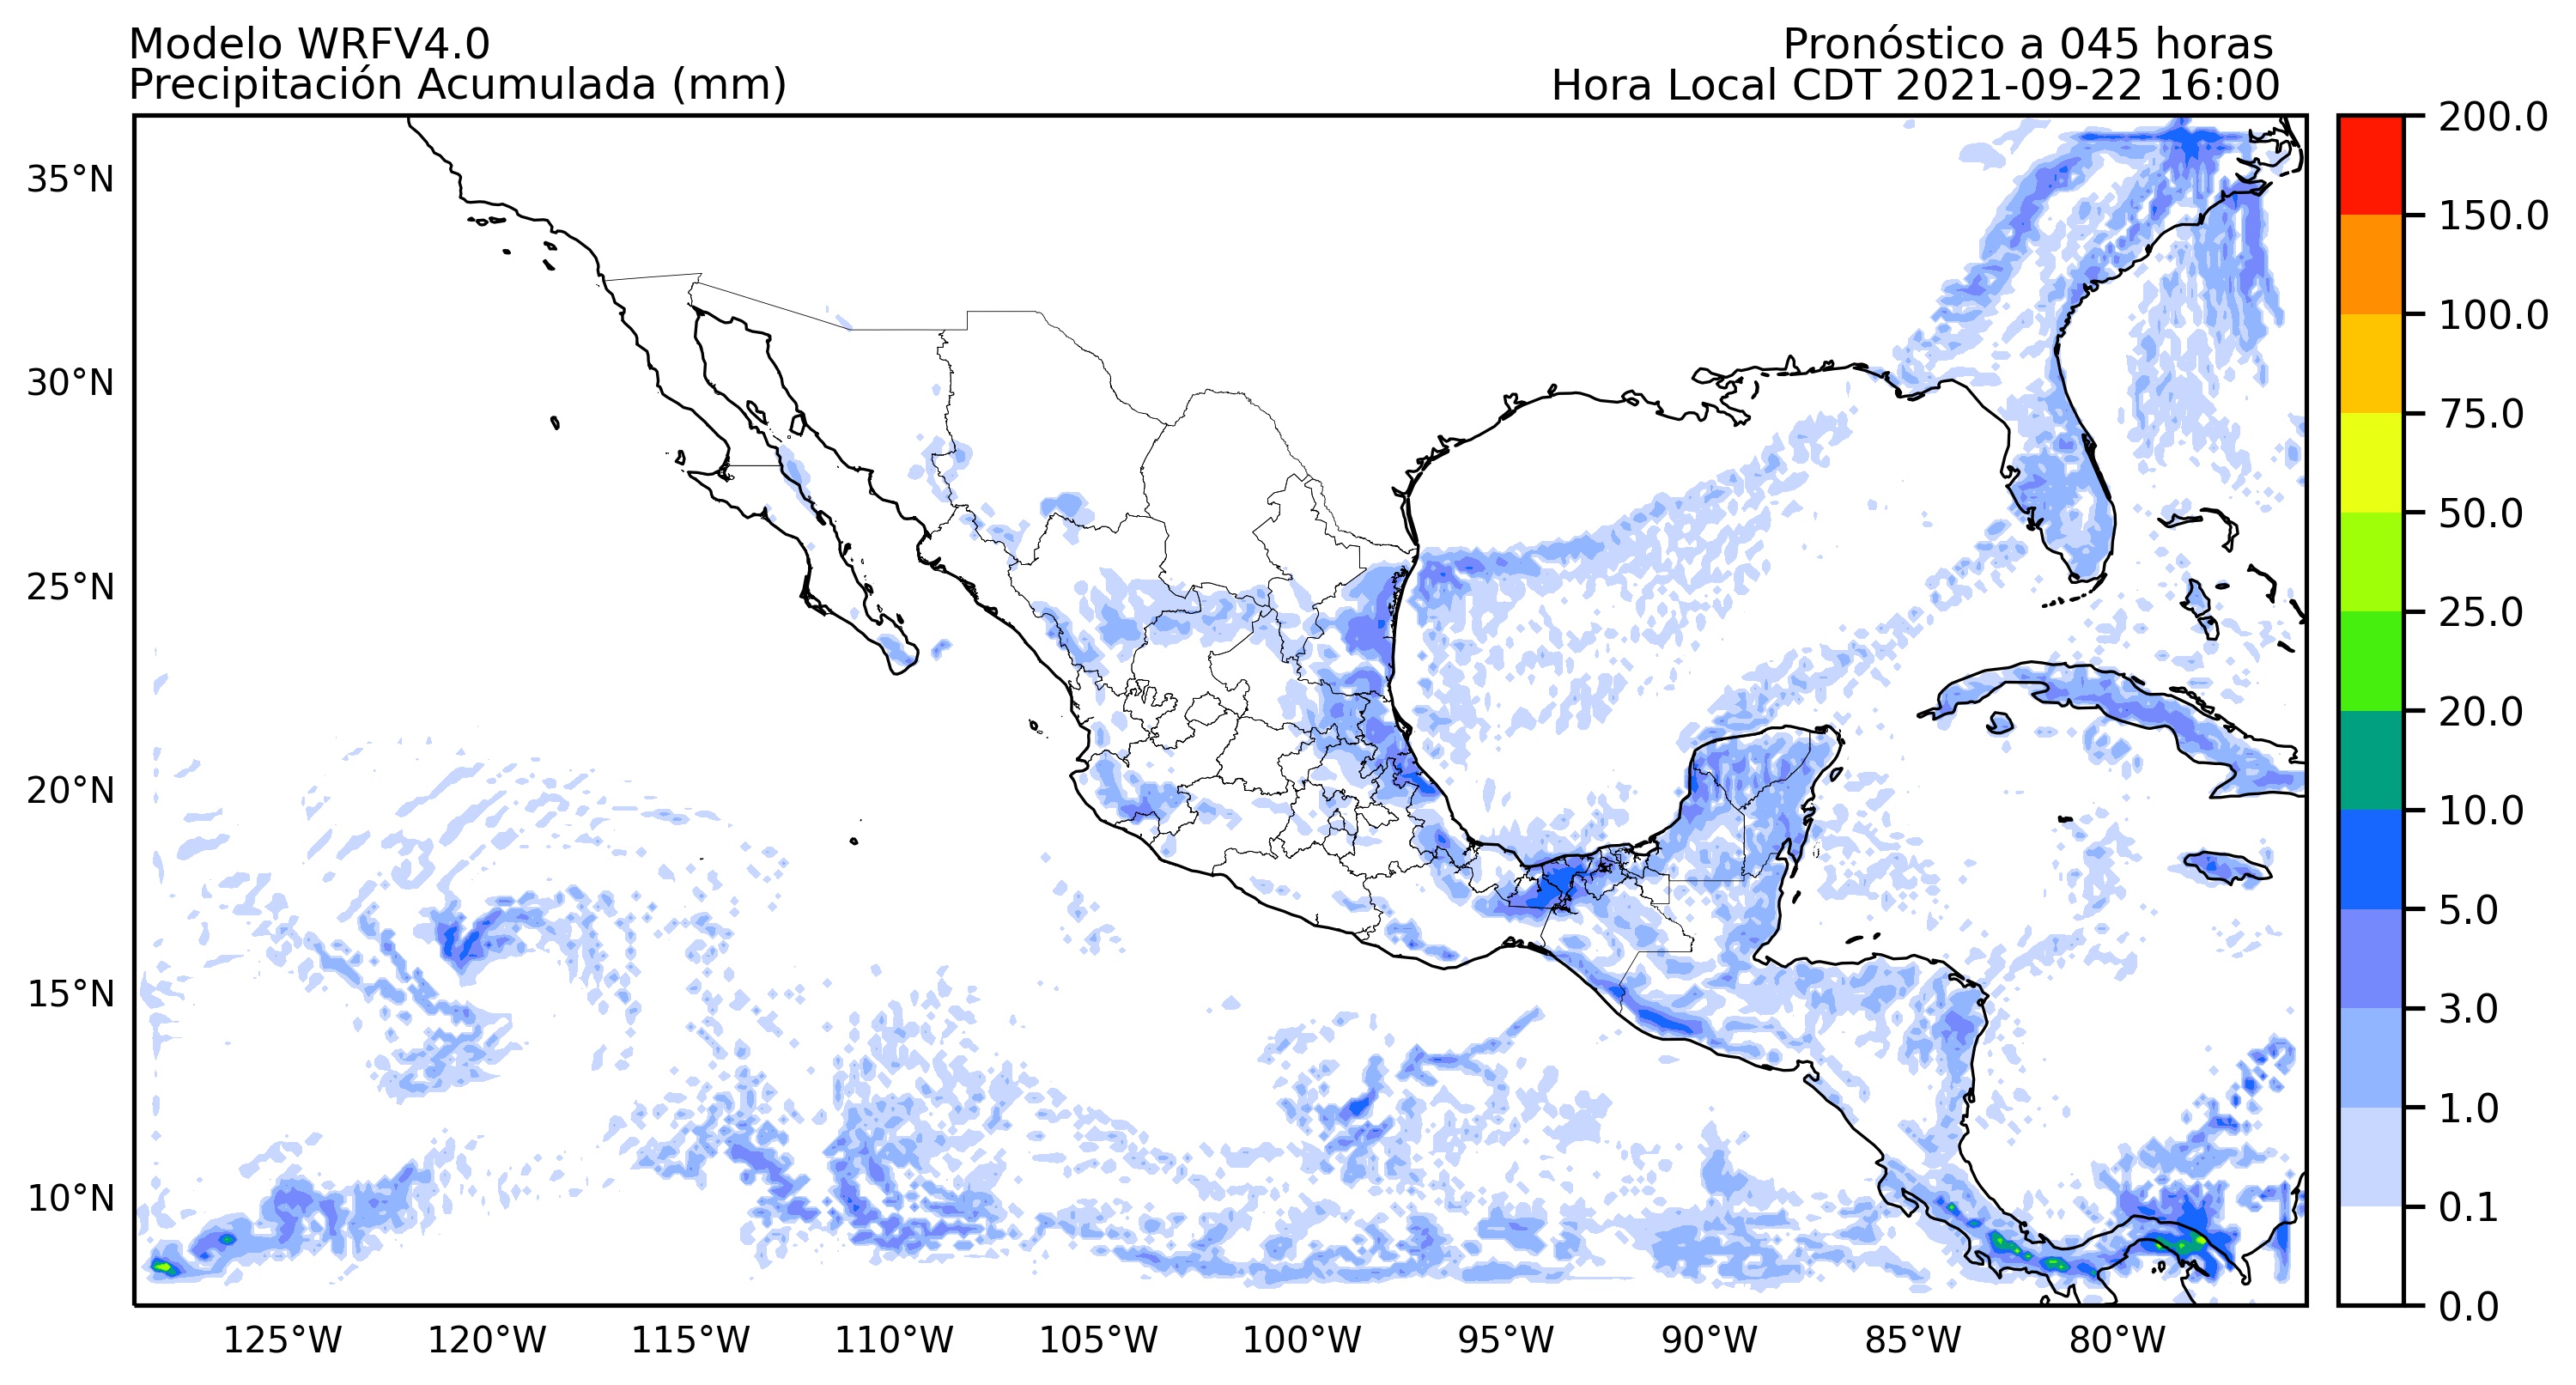 Modelo WRFV4.0
Precipitación Acumulada (mm)
Pronóstico a 045 horas
Hora Local CDT 2021-09-22 16:00
35°N
30°N
25°N
20°N
15°N
10°N
125°W
120°W
115°W
110°W
105°W
100°W
95°W
90°W
85°W
80°W
200.0
150.0
100.0
75.0
50.0
25.0
20.0
10.0
5.0
3.0
1.0
0.1
0.0